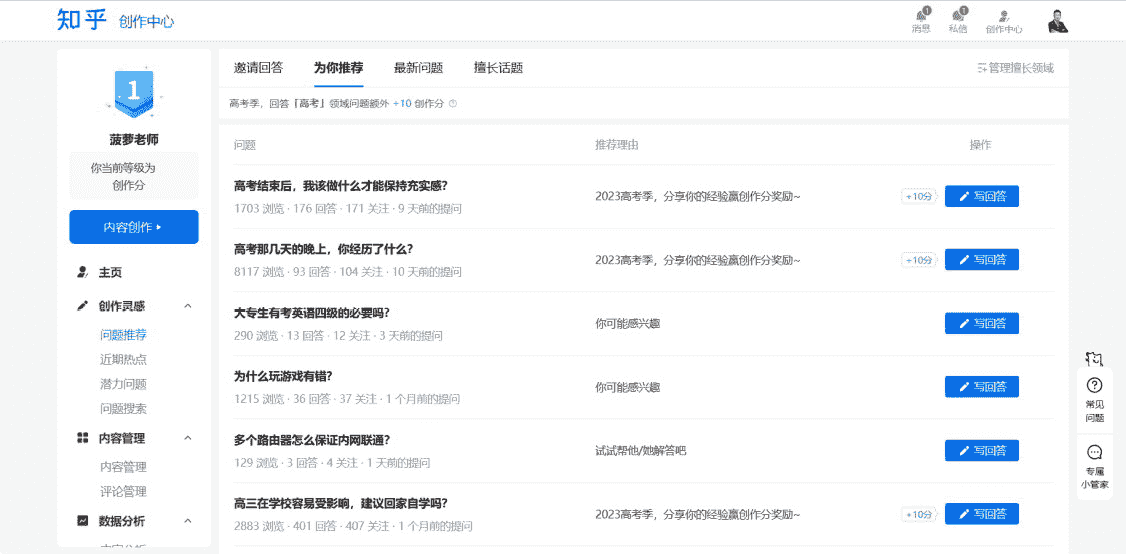 知乎 创作中心
1 消息
1 私信
创作中心
1
菠萝老师
你当前等级为
创作分
内容创作
主页
创作灵感
问题推荐
近期热点
潜力问题
问题搜索
内容管理
内容管理
评论管理
数据分析
邀请回答 为你推荐 最新问题 擅长话题 管理擅长领域
高考季，回答「高考」领域问题额外 +10 创作分
问题 推荐理由 操作
高考结束后，我该做什么才能保持充实感？
1703 浏览 · 176 回答 · 171 关注 · 9 天前的提问
2023高考季，分享你的经验赢创作分奖励~ +10分 写回答
高考那几天的晚上，你经历了什么？
8117 浏览 · 93 回答 · 104 关注 · 10 天前的提问
2023高考季，分享你的经验赢创作分奖励~ +10分 写回答
大专生有考英语四级的必要吗？
290 浏览 · 13 回答 · 12 关注 · 3 天前的提问
你可能感兴趣 写回答
为什么玩游戏有错？
1215 浏览 · 36 回答 · 37 关注 · 1 个月前的提问
你可能感兴趣 写回答
多个路由器怎么保证内网联通？
129 浏览 · 3 回答 · 4 关注 · 1 天前的提问
试试帮他/她解答吧 写回答
高三在学校容易受影响，建议回家自学吗？
2883 浏览 · 401 回答 · 407 关注 · 1 个月前的提问
2023高考季，分享你的经验赢创作分奖励~ +10分 写回答
常见
问题
专属
小管家